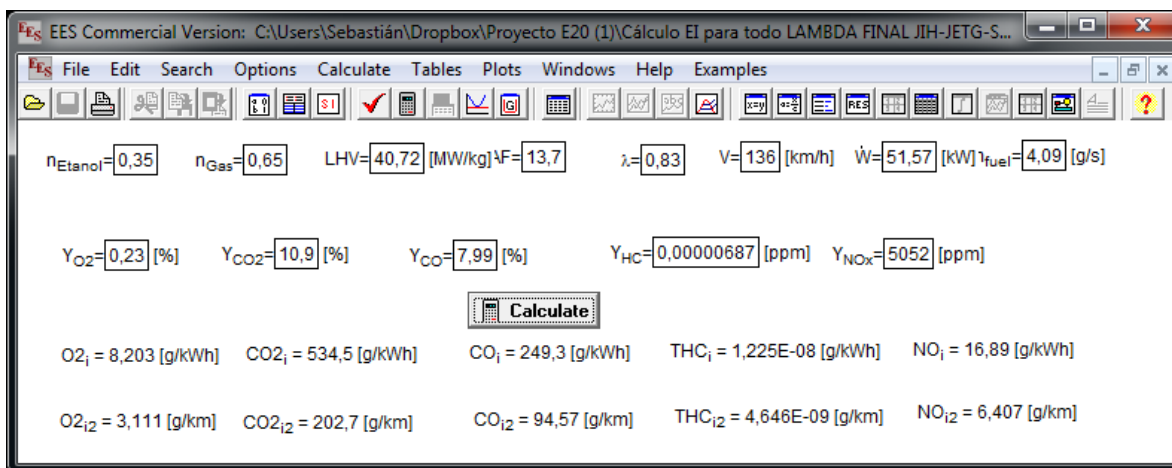 EES Commercial Version: C:\Users\Sebastián\Dropbox\Proyecto E20 (1)\Cálculo EI para todo LAMBDA FINAL JIH-JETG-S...
File Edit Search Options Calculate Tables Plots Windows Help Examples
nEtanol=0,35 nGas=0,65 LHV=40,72 [MW/kg] F=13,7 λ=0,83 V=136 [km/h] Ẇ=51,57 [kW] fuel=4,09 [g/s]
YO2=0,23 [%] YCO2=10,9 [%] YCO=7,99 [%] YHC=0,00000687 [ppm] YNOx=5052 [ppm]
Calculate
O2i = 8,203 [g/kWh] CO2i = 534,5 [g/kWh] COi = 249,3 [g/kWh] THCi = 1,225E-08 [g/kWh] NOi = 16,89 [g/kWh]
O2i2 = 3,111 [g/km] CO2i2 = 202,7 [g/km] COi2 = 94,57 [g/km] THCi2 = 4,646E-09 [g/km] NOi2 = 6,407 [g/km]